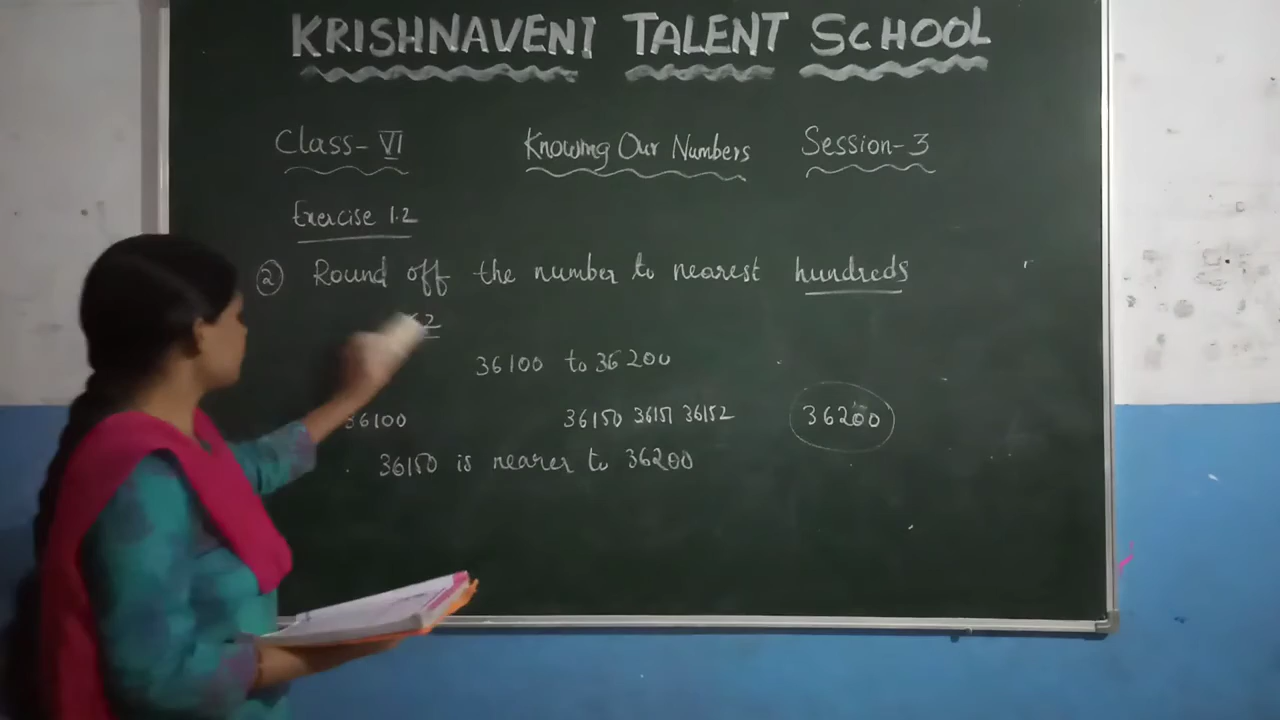 KRISHNAVENI TALENT SCHOOL
Class-VI Knowing Our Numbers Session-3
Exercise 1.2
② Round off the number to nearest hundreds
36100 to 36200
36100 36150 36151 36152 36200
36150 is nearer to 36200